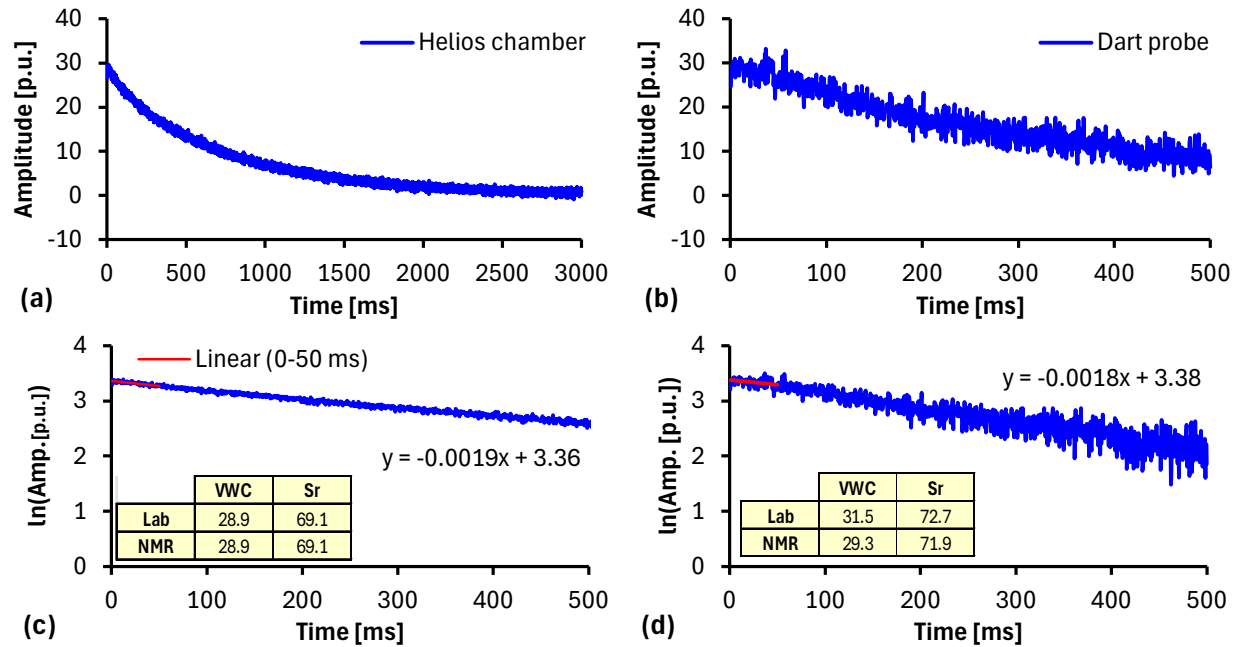 40
30
20
10
0
-10
Amplitude [p.u.]
Helios chamber
0 500 1000 1500 2000 2500 3000
Time [ms]
(a)
40
30
20
10
0
-10
Amplitude [p.u.]
Dart probe
0 100 200 300 400 500
Time [ms]
(b)
4
3
2
1
0
ln(Amp.[p.u.])
Linear (0-50 ms)
y = -0.0019x + 3.36
VWC Sr
Lab 28.9 69.1
NMR 28.9 69.1
0 100 200 300 400 500
Time [ms]
(c)
4
3
2
1
0
ln(Amp. [p.u.])
y = -0.0018x + 3.38
VWC Sr
Lab 31.5 72.7
NMR 29.3 71.9
0 100 200 300 400 500
Time [ms]
(d)